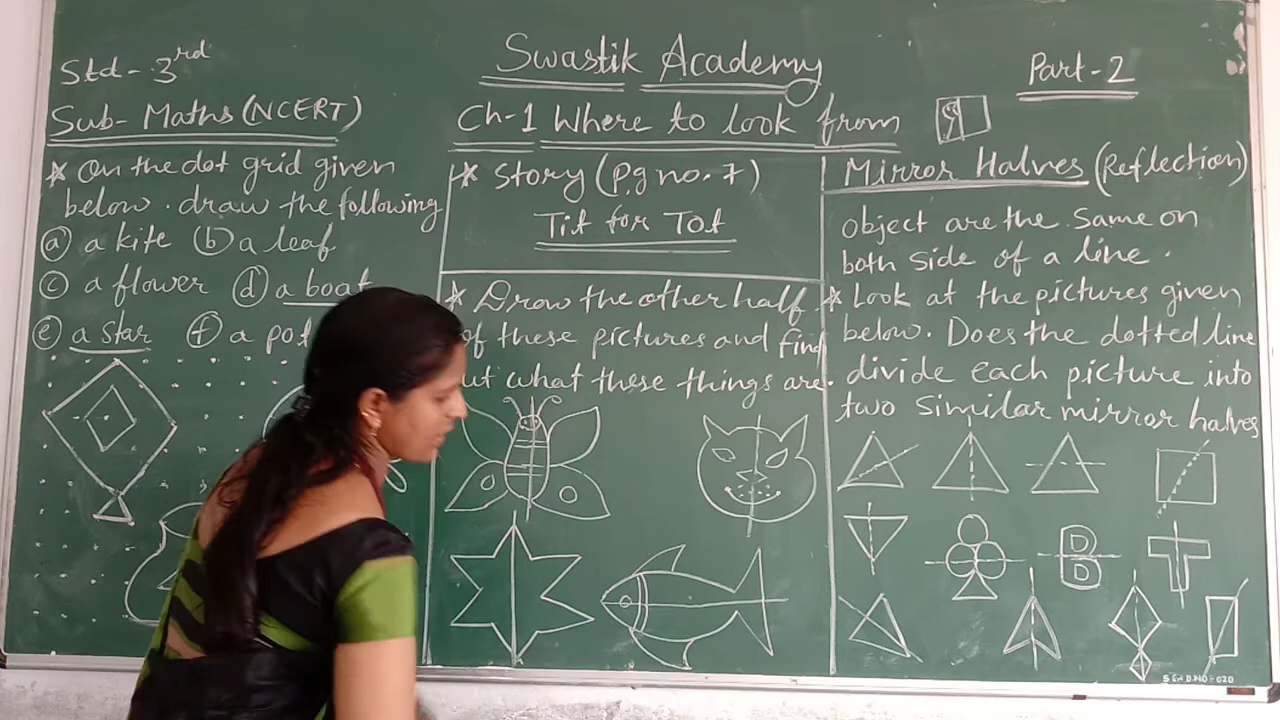 Std - 3rd
Swastik Academy
Part - 2
Sub- Maths (NCERT)
Ch-1 Where to look from
* On the dot grid given
below. draw the following
(a) a kite (b) a leaf
(c) a flower (d) a boat
(e) a star (f) a pot
* Story (Pg no. 7)
Tit for Tat
* Draw the other half
of these pictures and find
ut what these things are.
Mirror Halves (Reflection)
object are the same on
both side of a line.
* Look at the pictures given
below. Does the dotted line
divide each picture into
two similar mirror halves